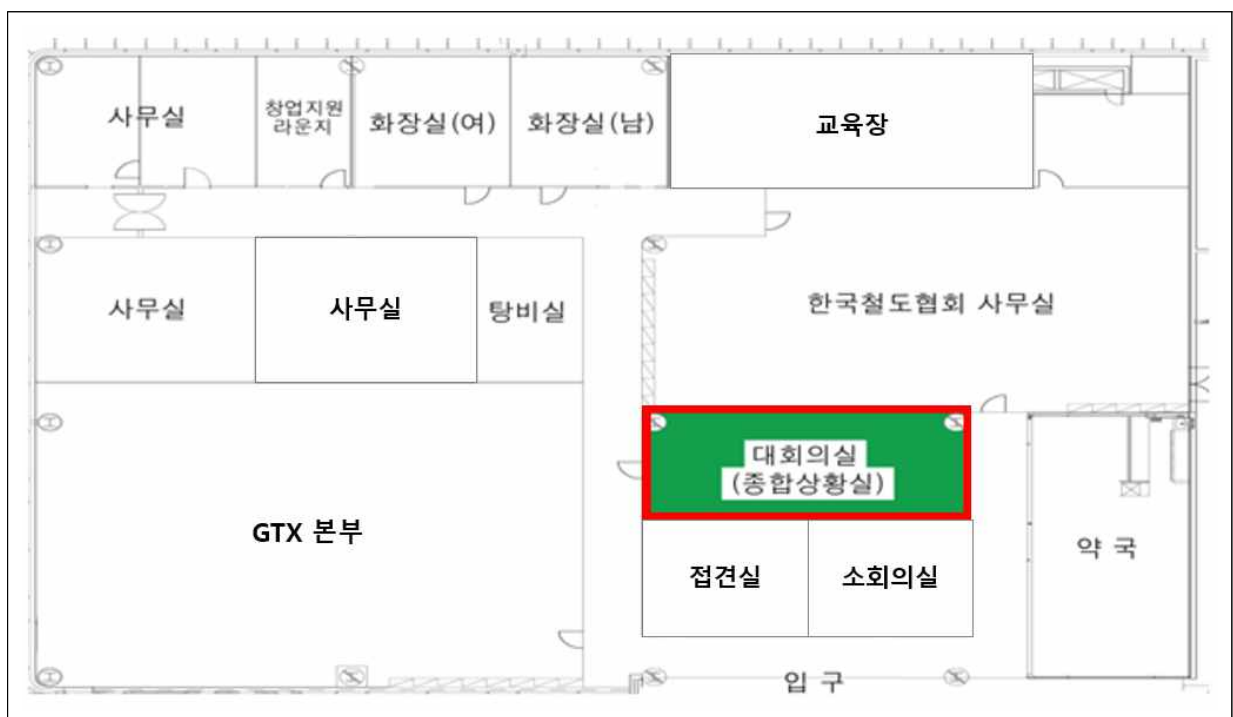 사무실
창업지원
라운지
화장실(여)
화장실(남)
교육장
사무실
사무실
탕비실
한국철도협회 사무실
대회의실
(종합상황실)
GTX 본부
접견실
소회의실
약 국
입 구